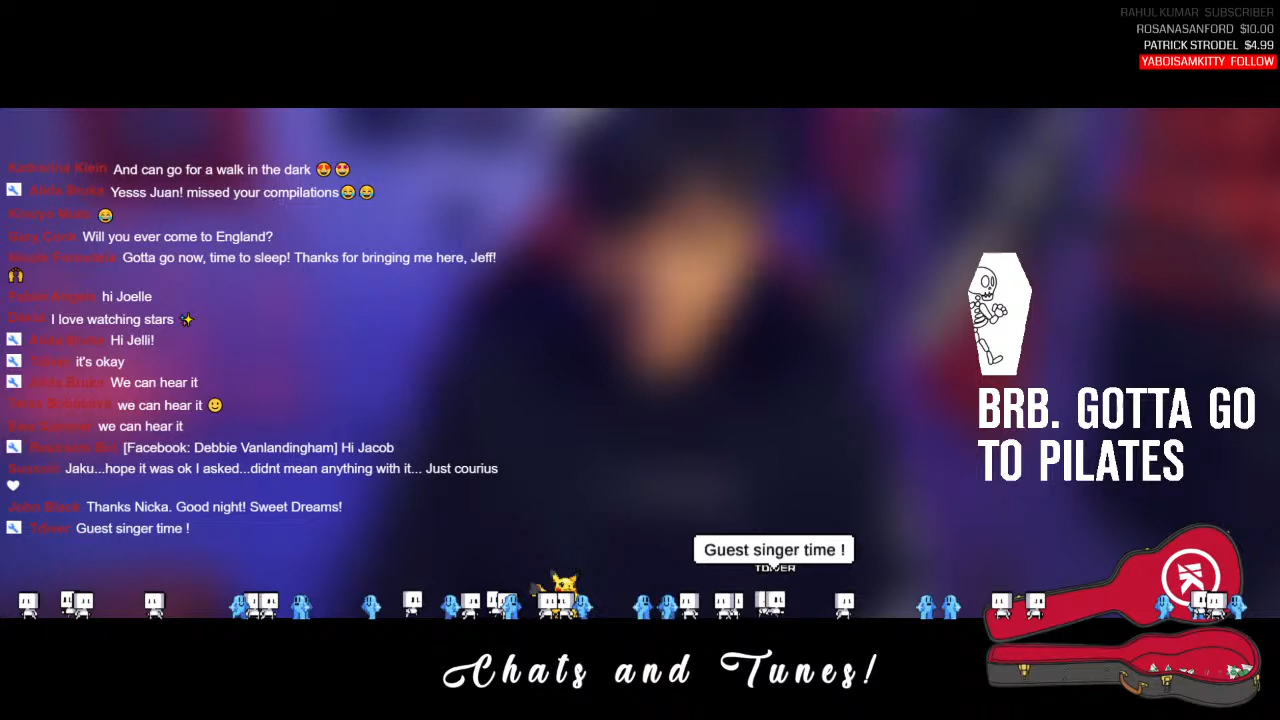 RAHUL KUMAR SUBSCRIBER
ROSANASANFORD $10.00
PATRICK STRODEL $4.99
YABOISAMKITTY FOLLOW
And can go for a walk in the dark 😍 🤩
Yesss Juan! missed your compilations😂 😂
😂
Will you ever come to England?
Gotta go now, time to sleep! Thanks for bringing me here, Jeff!
🙌
hi Joelle
I love watching stars ✨
Hi Jelli!
it's okay
We can hear it
we can hear it 🙂
we can hear it
[Facebook: Debbie Vanlandingham] Hi Jacob
Jaku...hope it was ok I asked...didnt mean anything with it... Just courius
Thanks Nicka. Good night! Sweet Dreams!
Guest singer time !
BRB. GOTTA GO
TO PILATES
Guest singer time !
Chats and Tunes!